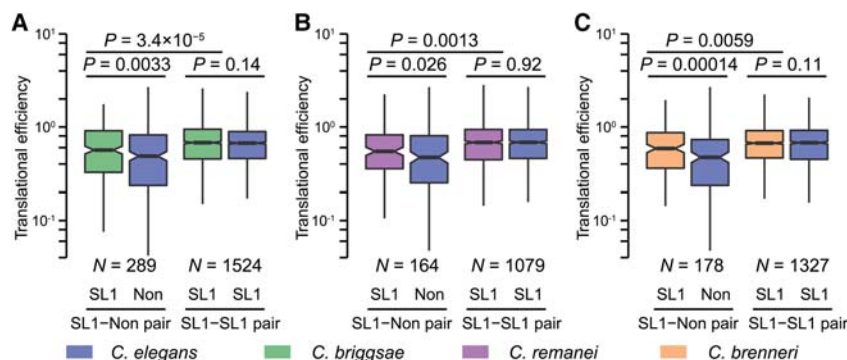 A
Translational efficiency
10¹
10⁰
10⁻¹
P = 3.4×10⁻⁵
P = 0.0033
P = 0.14
N = 289
N = 1524
SL1
Non
SL1
SL1
SL1−Non pair
SL1−SL1 pair
B
Translational efficiency
10¹
10⁰
10⁻¹
P = 0.0013
P = 0.026
P = 0.92
N = 164
N = 1079
SL1
Non
SL1
SL1
SL1−Non pair
SL1−SL1 pair
C
Translational efficiency
10¹
10⁰
10⁻¹
P = 0.0059
P = 0.00014
P = 0.11
N = 178
N = 1327
SL1
Non
SL1
SL1
SL1−Non pair
SL1−SL1 pair
C. elegans
C. briggsae
C. remanei
C. brenneri